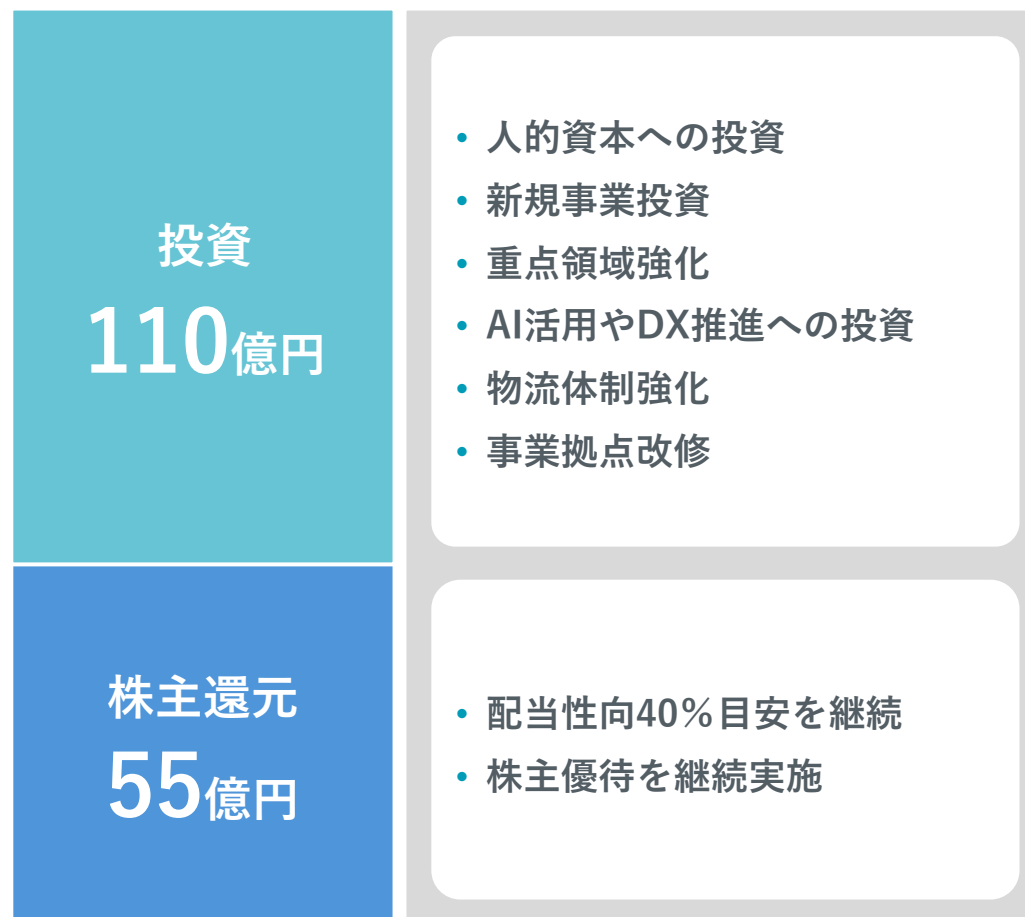 投資
110億円
• 人的資本への投資
• 新規事業投資
• 重点領域強化
• AI活用やDX推進への投資
• 物流体制強化
• 事業拠点改修
株主還元
55億円
• 配当性向40%目安を継続
• 株主優待を継続実施